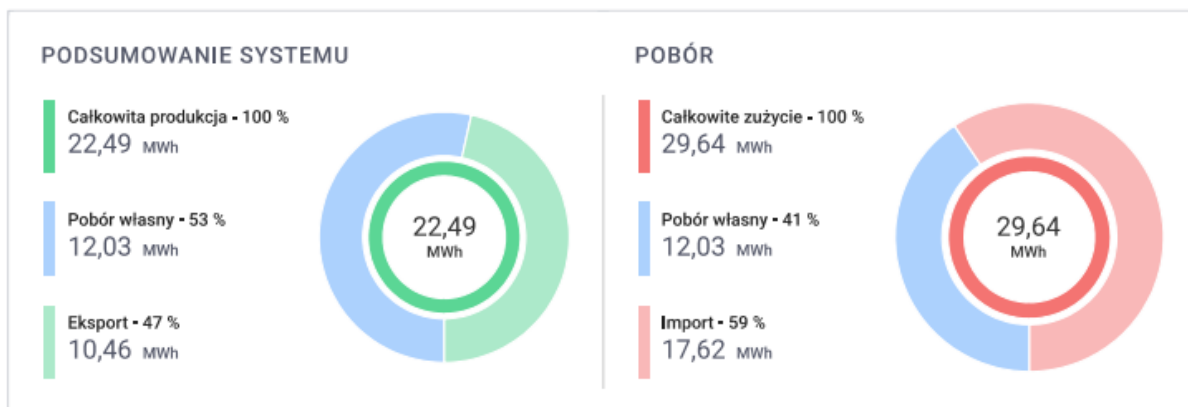 PODSUMOWANIE SYSTEMU
Całkowita produkcja - 100 %
22,49 MWh
Pobór własny - 53 %
12,03 MWh
Eksport - 47 %
10,46 MWh
22,49
MWh
POBÓR
Całkowite zużycie - 100 %
29,64 MWh
Pobór własny - 41 %
12,03 MWh
Import - 59 %
17,62 MWh
29,64
MWh